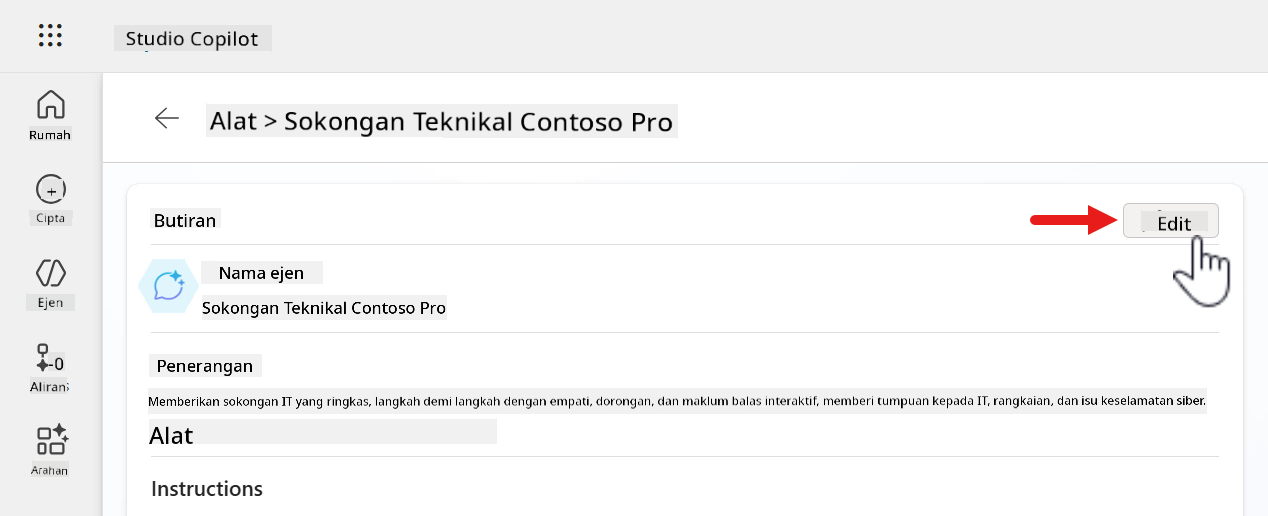 Studio Copilot
Alat > Sokongan Teknikal Contoso Pro
Rumah
Cipta
Ejen
Aliran
Arahan
Butiran
Edit
Nama ejen
Sokongan Teknikal Contoso Pro
Penerangan
Memberikan sokongan IT yang ringkas, langkah demi langkah dengan empati, dorongan, dan maklum balas interaktif, memberi tumpuan kepada IT, rangkaian, dan isu keselamatan siber.
Alat
Instructions